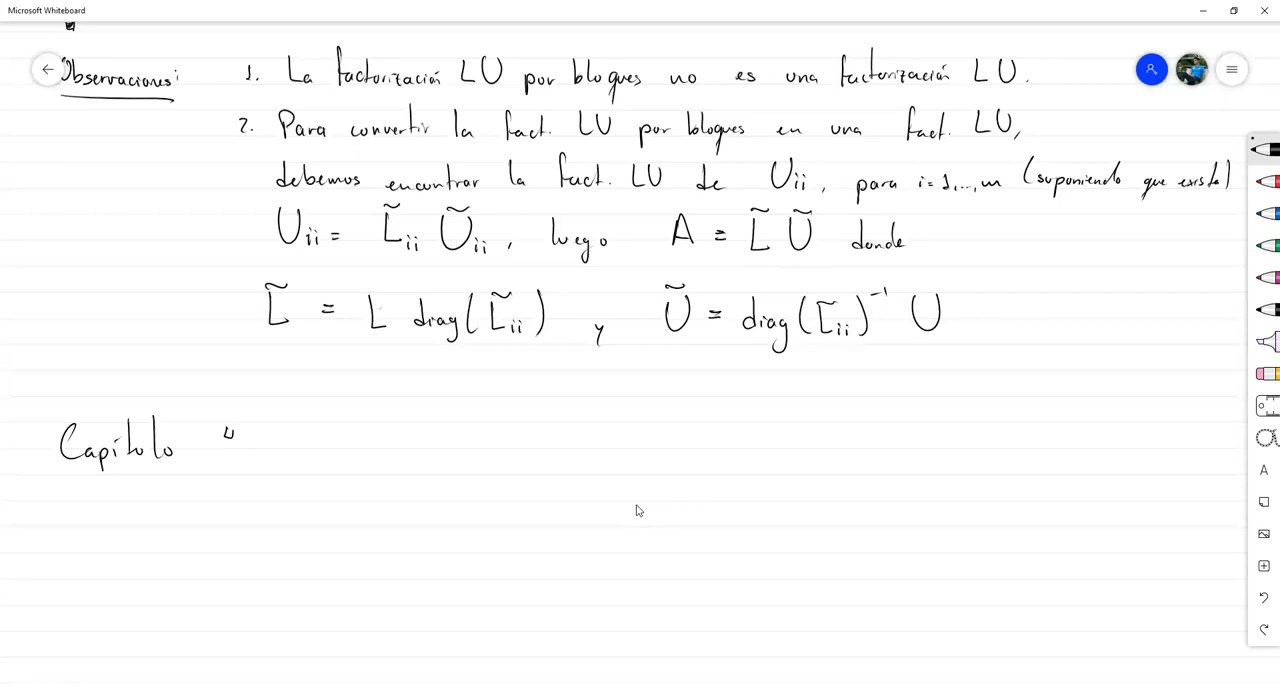 Microsoft Whiteboard
Observaciones: 1. La factorización LU por bloques no es una factorización LU.
2. Para convertir la fact. LU por bloques en una fact. LU,
debemos encontrar la fact. LU de Uᵢᵢ, para i=1,...,m (suponiendo que exista)
Uᵢᵢ = L̃ᵢᵢ Ũᵢᵢ, luego A = L̃ Ũ donde
L̃ = L diag(L̃ᵢᵢ) y Ũ = diag(L̃ᵢᵢ)⁻¹ U
Capítulo
A